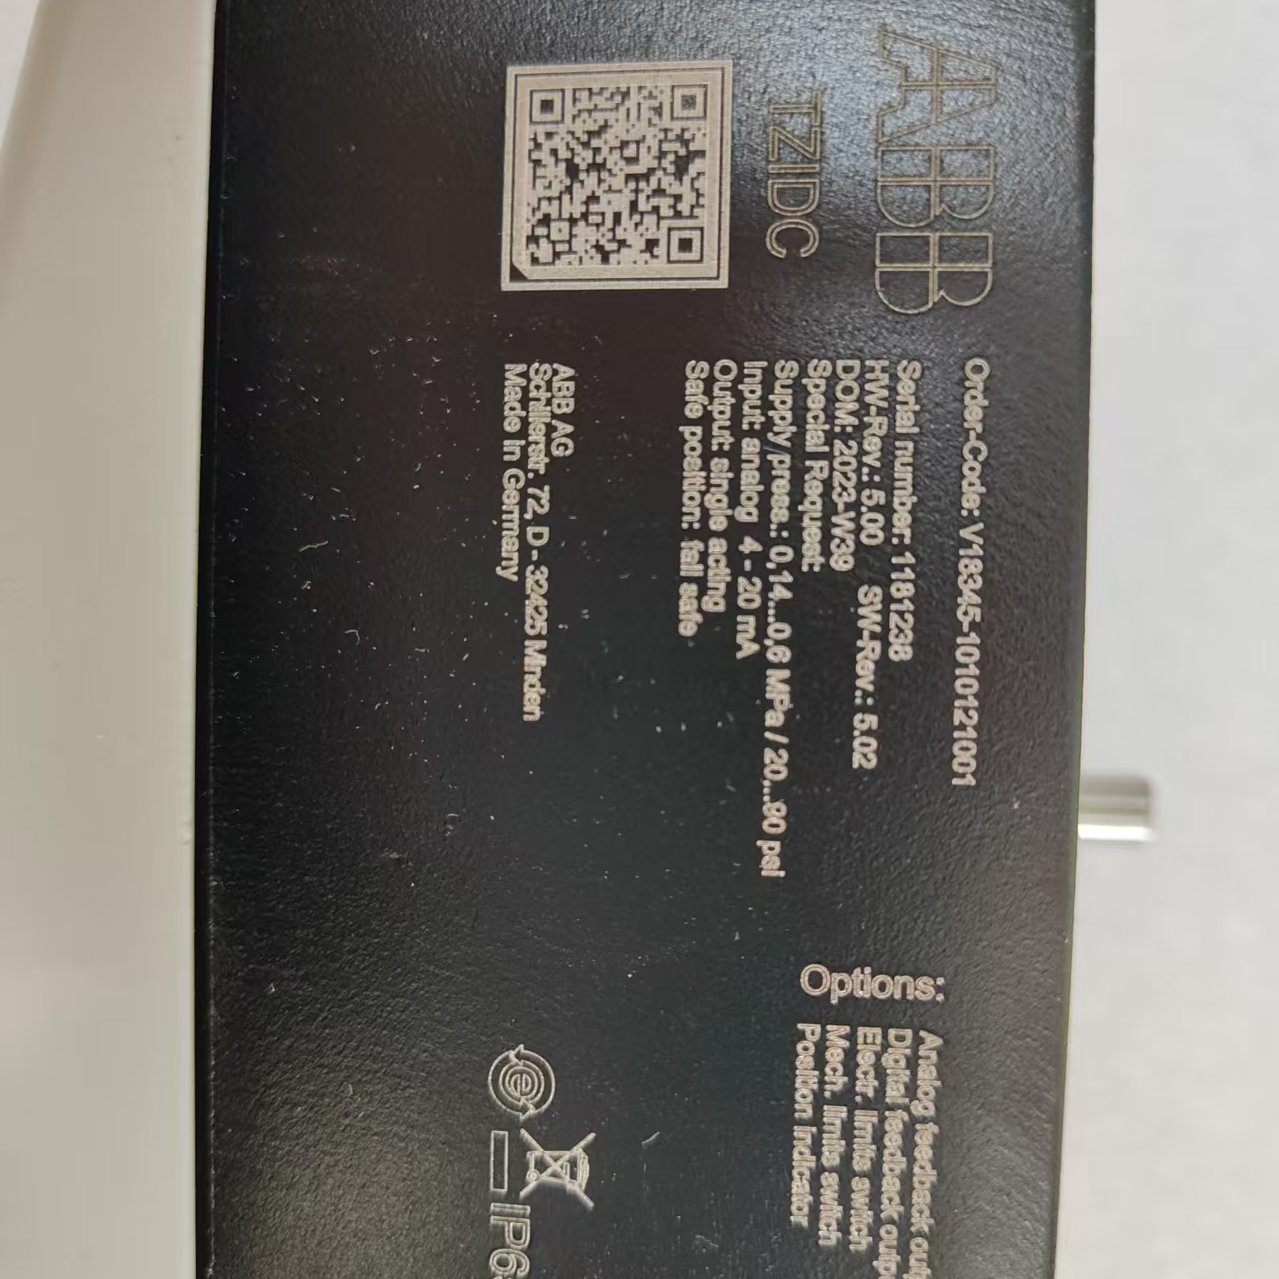 ABB
TZIDC
Order-Code: V18345-1010121001
Serial number: 1181238
HW-Rev.: 5.00 SW-Rev.: 5.02
DOM: 2023-W39
Special Request:
Supply press.: 0,14...0,6 MPa / 20...90 psi
Input: analog 4 - 20 mA
Output: single acting
Safe position: fail safe
ABB AG
Schillerstr. 72, D - 32425 Minden
Made in Germany
Options:
Analog feedback
Digital feedback
Electr. limits switch
Mech. limits switch
Position indicator